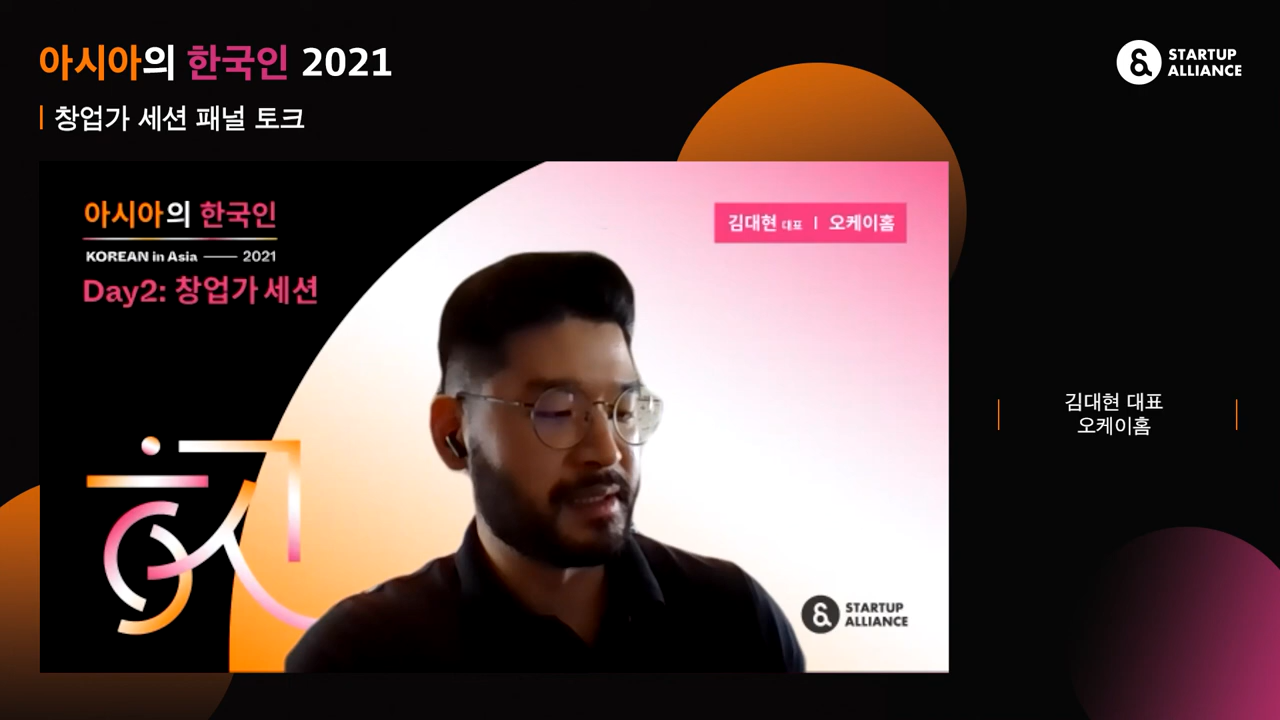 아시아의 한국인 2021
STARTUP
ALLIANCE
창업가 세션 패널 토크
아시아의 한국인
KOREAN in Asia 2021
Day2: 창업가 세션
김대현 대표 | 오케이홈
STARTUP
ALLIANCE
김대현 대표
오케이홈